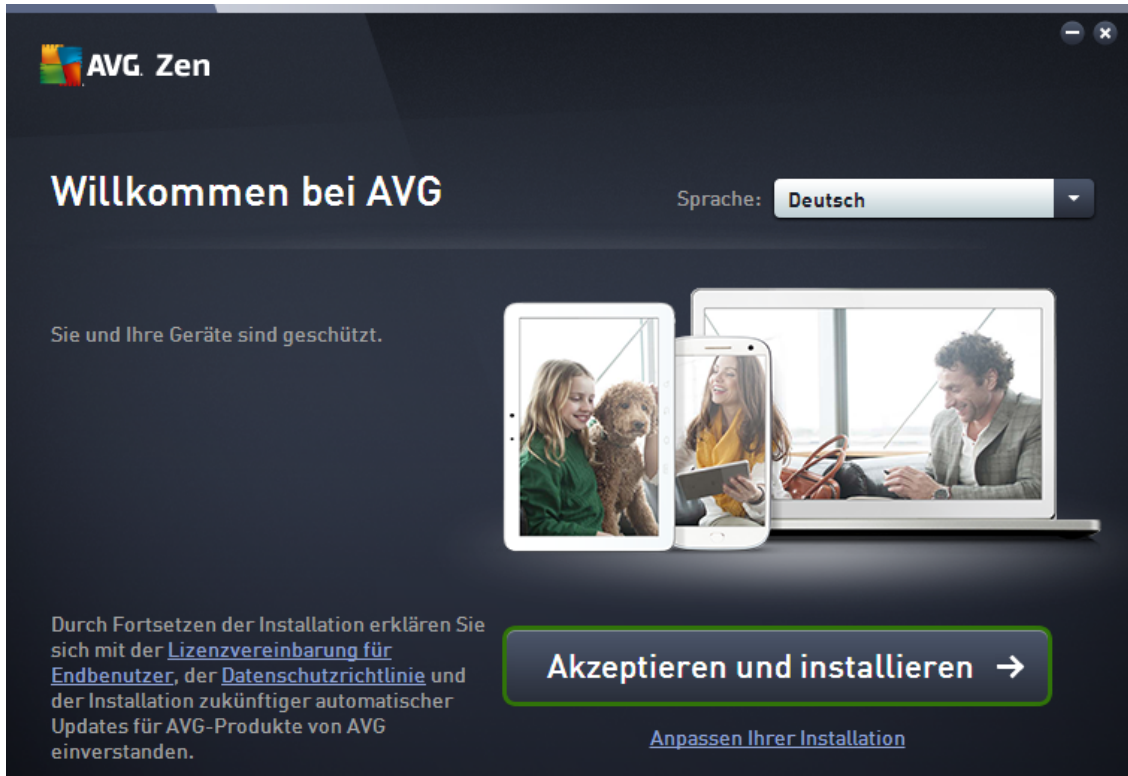 AVG. Zen
Willkommen bei AVG
Sprache:
Deutsch
Sie und Ihre Geräte sind geschützt.
Durch Fortsetzen der Installation erklären Sie
sich mit der Lizenzvereinbarung für
Endbenutzer, der Datenschutzrichtlinie und
der Installation zukünftiger automatischer
Updates für AVG-Produkte von AVG
einverstanden.
Akzeptieren und installieren →
Anpassen Ihrer Installation